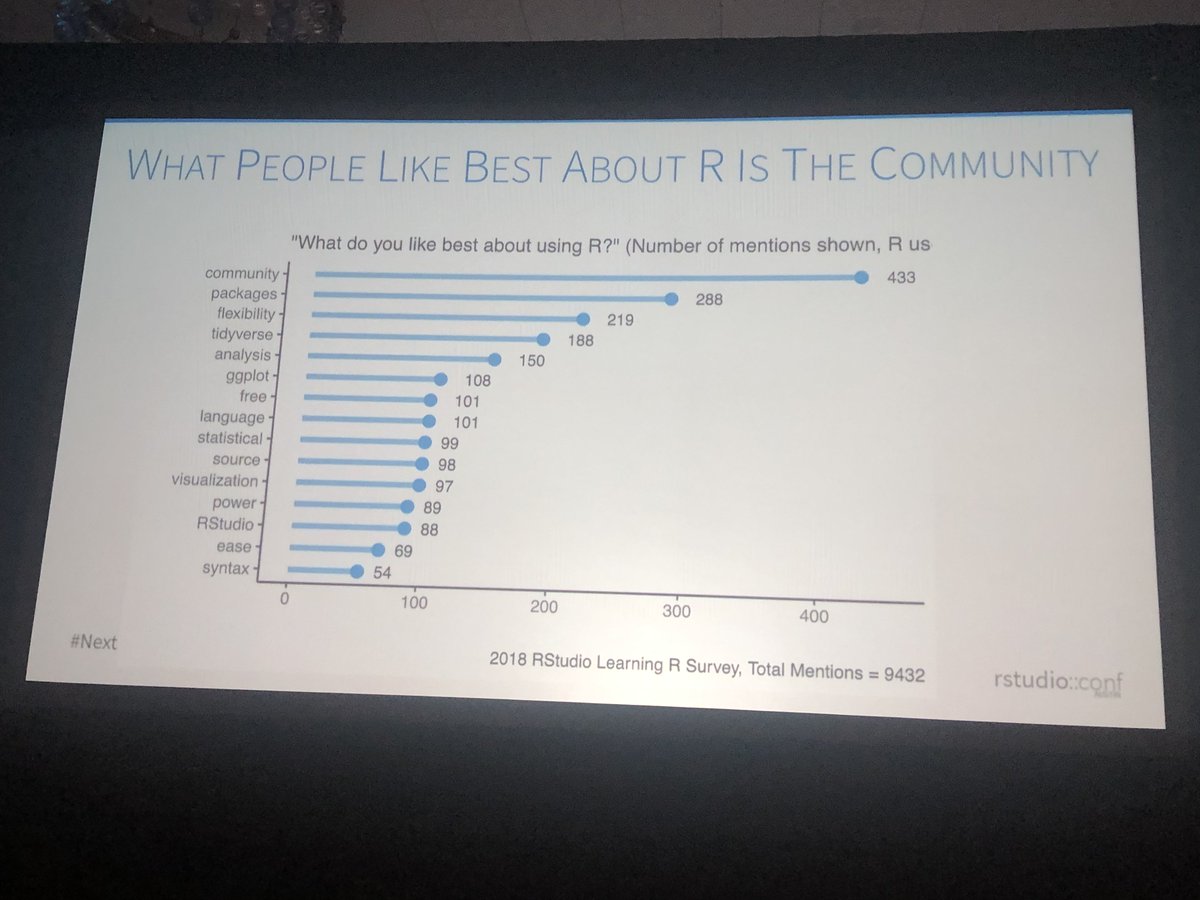 WHAT PEOPLE LIKE BEST ABOUT R IS THE COMMUNITY
"What do you like best about using R?" (Number of mentions shown, R us
community 433
packages 288
flexibility 219
tidyverse 188
analysis 150
ggplot 108
free 101
language 101
statistical 99
source 98
visualization 97
power 89
RStudio 88
ease 69
syntax 54
0 100 200 300 400
#Next
2018 RStudio Learning R Survey, Total Mentions = 9432
rstudio::conf